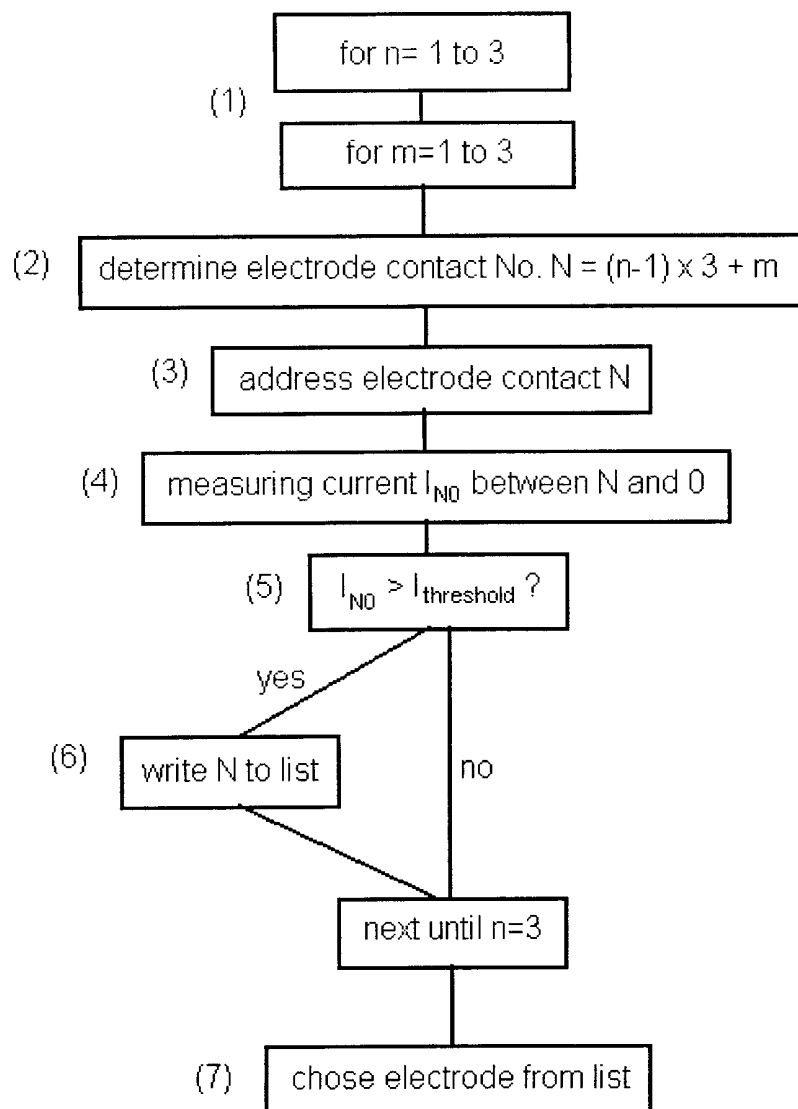 for n= 1 to 3
(1)
for m=1 to 3
(2) determine electrode contact No. N = (n-1) x 3 + m
(3) address electrode contact N
(4) measuring current I_N0 between N and 0
(5) I_N0 > I_threshold ?
yes
(6) write N to list
no
next until n=3
(7) chose electrode from list